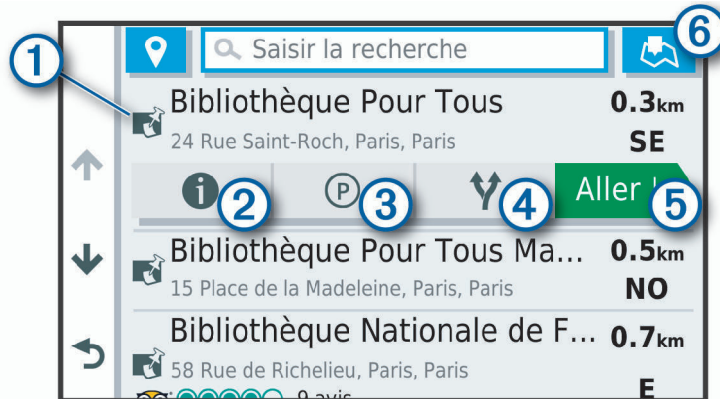 Saisir la recherche
6
1
Bibliothèque Pour Tous 0.3km
24 Rue Saint-Roch, Paris, Paris SE
i 2 P 3 4 Aller ! 5
Bibliothèque Pour Tous Ma... 0.5km
15 Place de la Madeleine, Paris, Paris NO
Bibliothèque Nationale de F... 0.7km
58 Rue de Richelieu, Paris, Paris
9 avis E